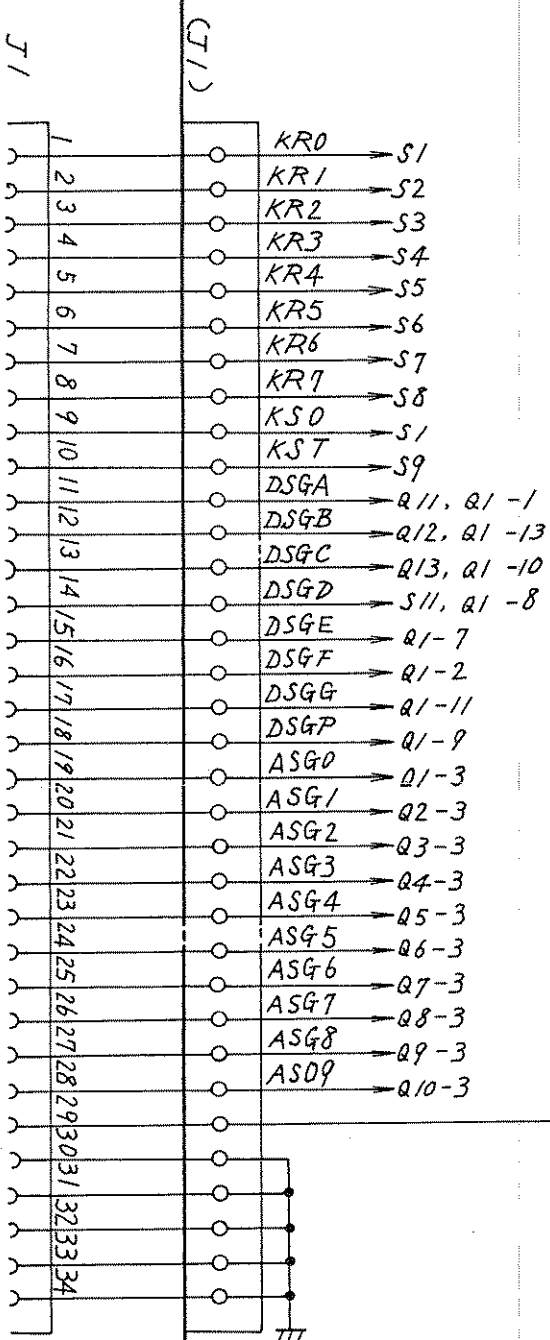 J1
(J1)
1 KR0 S1
2 KR1 S2
3 KR2 S3
4 KR3 S4
5 KR4 S5
6 KR5 S6
7 KR6 S7
8 KR7 S8
9 KS0 S1
10 KST S9
11 DSGA Q11, Q1-1
12 DSGB Q12, Q1-13
13 DSGC Q13, Q1-10
14 DSGD S11, Q1-8
15 DSGE Q1-7
16 DSGF Q1-2
17 DSGG Q1-11
18 DSGP Q1-9
19 ASG0 Q1-3
20 ASG1 Q2-3
21 ASG2 Q3-3
22 ASG3 Q4-3
23 ASG4 Q5-3
24 ASG5 Q6-3
25 ASG6 Q7-3
26 ASG7 Q8-3
27 ASG8 Q9-3
28 ASD9 Q10-3
29
30
31
32
33
34